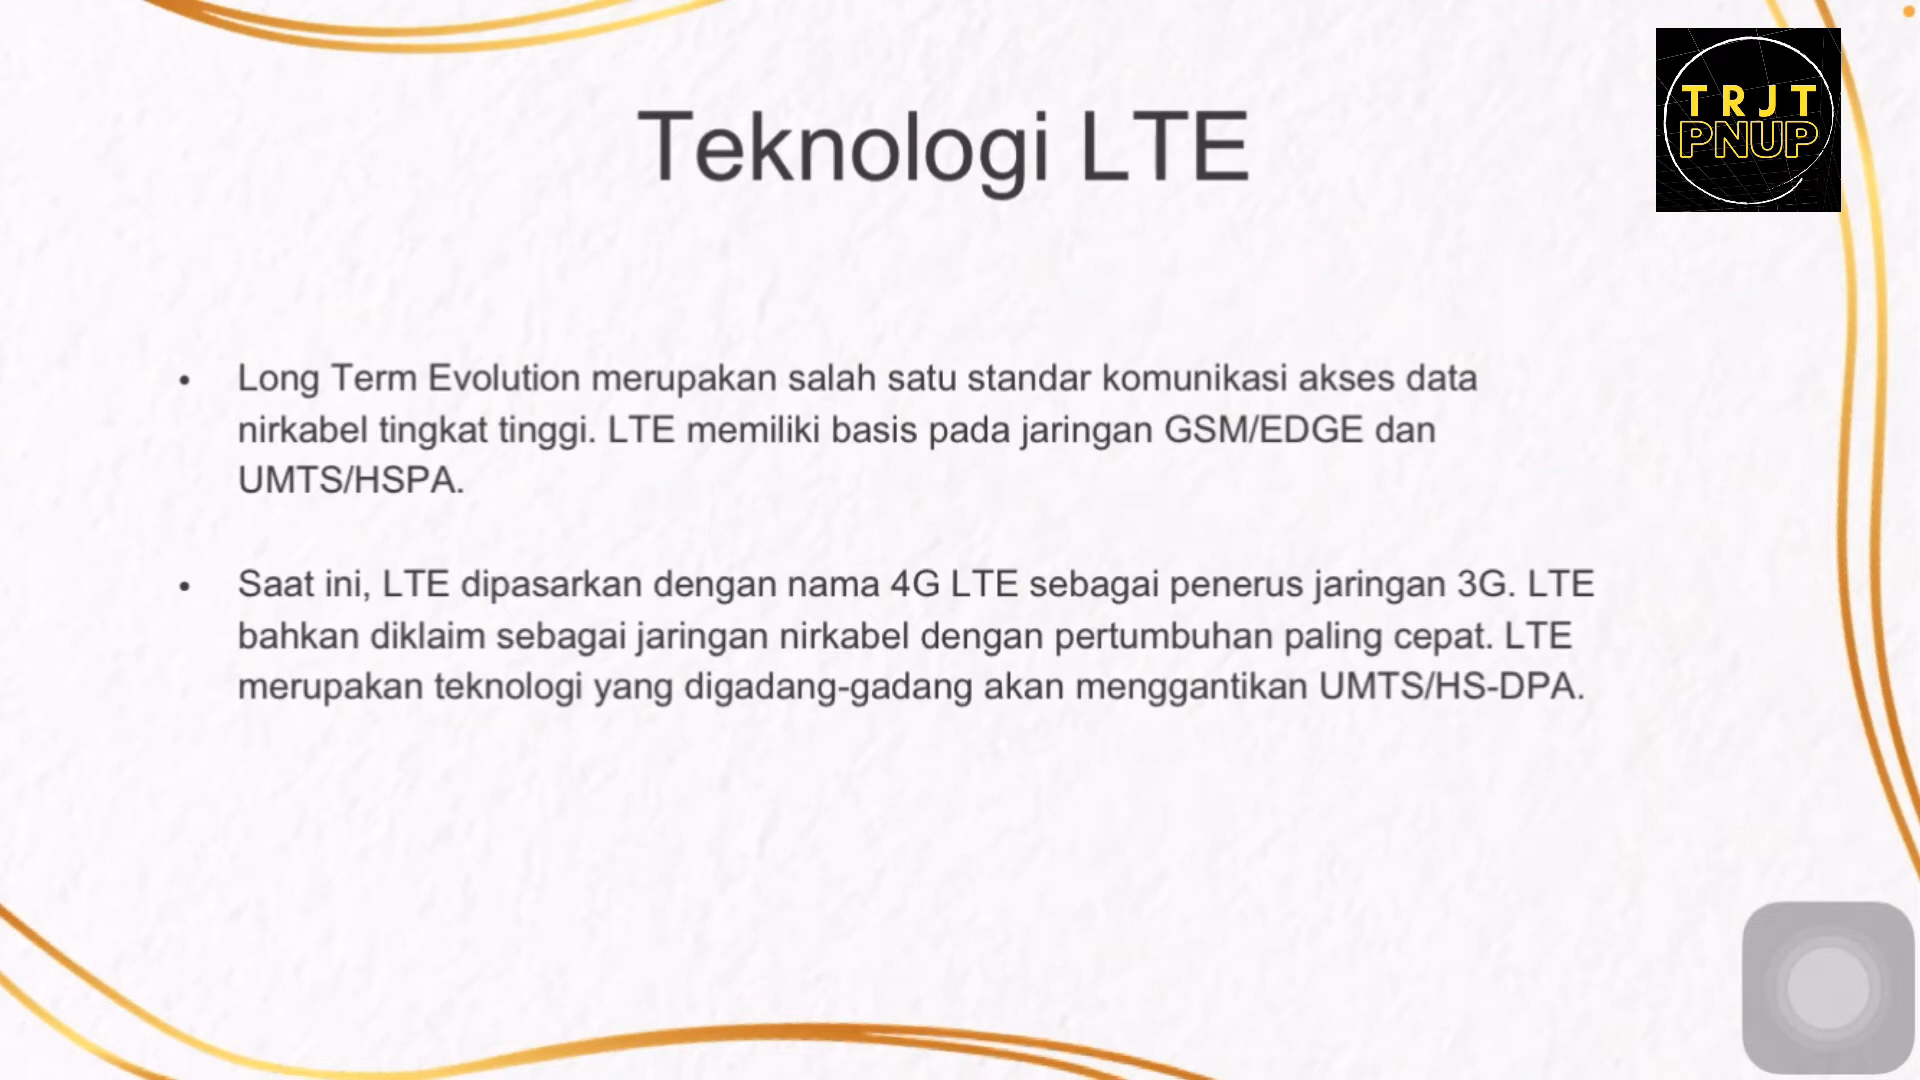 Teknologi LTE
TRJT
PNUP
• Long Term Evolution merupakan salah satu standar komunikasi akses data
nirkabel tingkat tinggi. LTE memiliki basis pada jaringan GSM/EDGE dan
UMTS/HSPA.
• Saat ini, LTE dipasarkan dengan nama 4G LTE sebagai penerus jaringan 3G. LTE
bahkan diklaim sebagai jaringan nirkabel dengan pertumbuhan paling cepat. LTE
merupakan teknologi yang digadang-gadang akan menggantikan UMTS/HS-DPA.